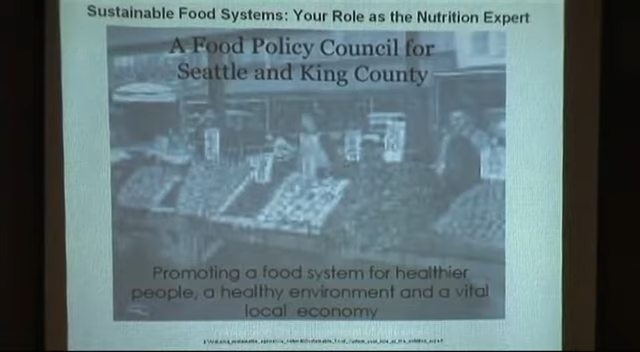 Sustainable Food Systems: Your Role as the Nutrition Expert
A Food Policy Council for
Seattle and King County
Promoting a food system for healthier
people, a healthy environment and a vital
local economy